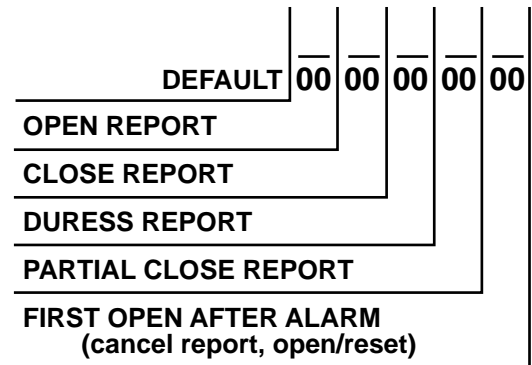 DEFAULT 00 00 00 00 00
OPEN REPORT
CLOSE REPORT
DURESS REPORT
PARTIAL CLOSE REPORT
FIRST OPEN AFTER ALARM
(cancel report, open/reset)